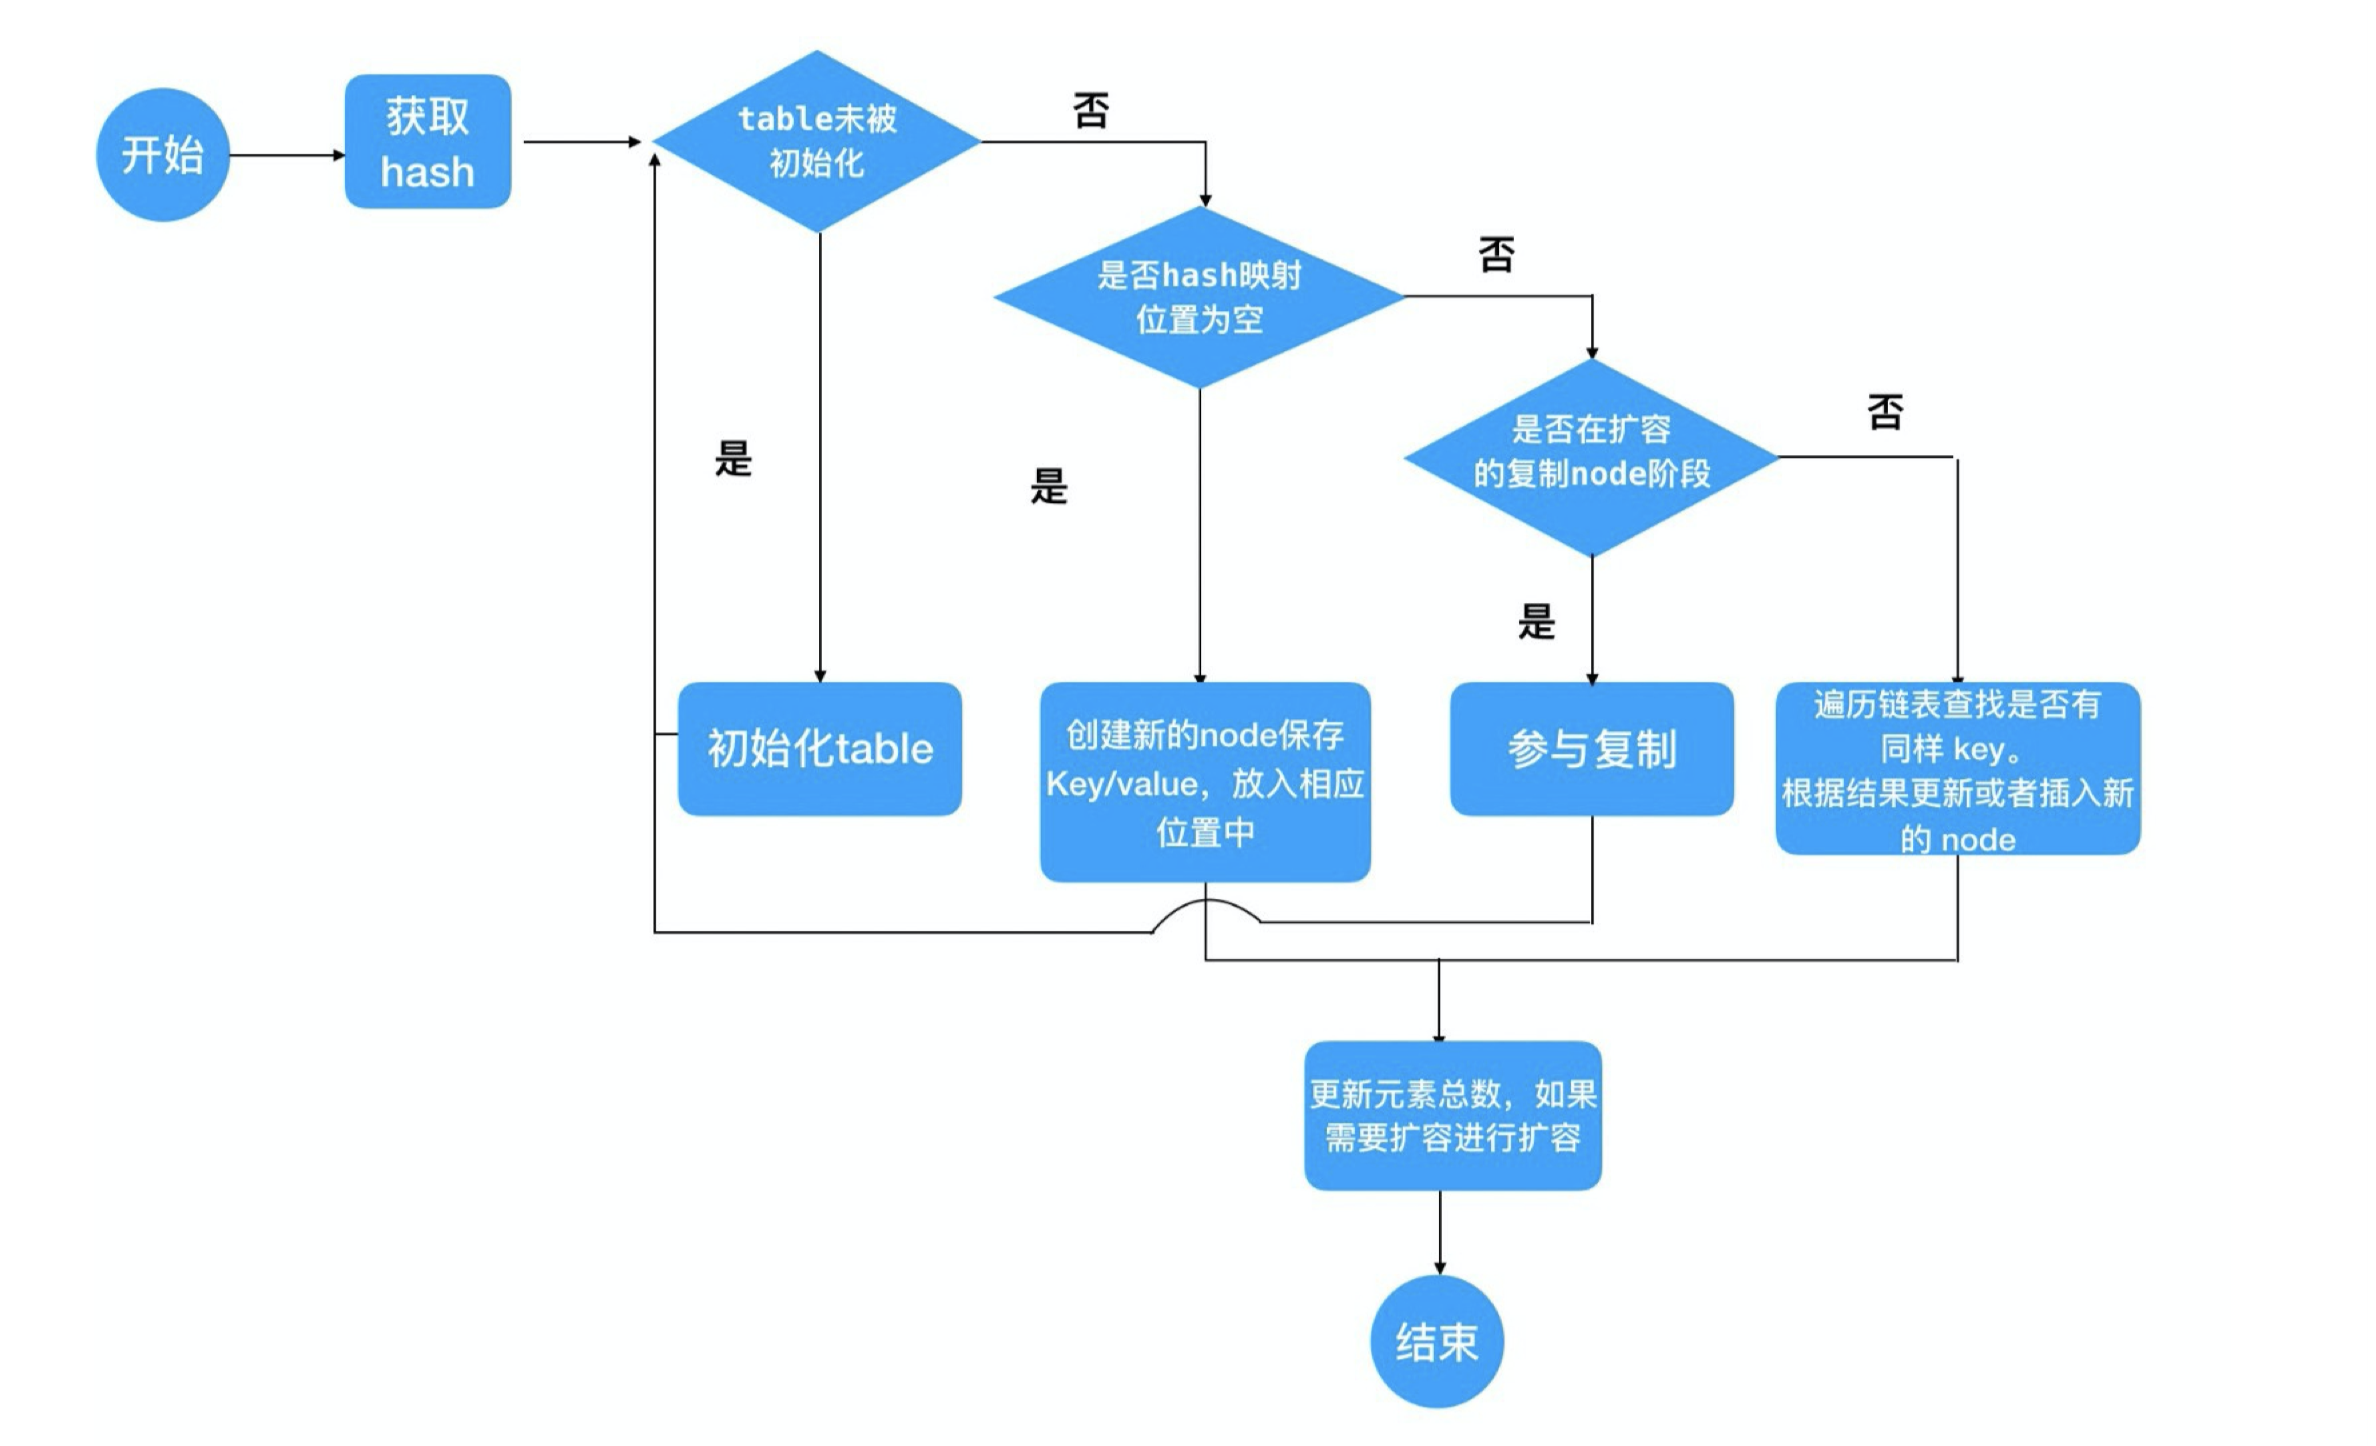 开始
获取
hash
table未被
初始化
否
是否hash映射
位置为空
否
是否在扩容
的复制node阶段
否
是
是
是
初始化table
创建新的node保存
Key/value，放入相应
位置中
参与复制
遍历链表查找是否有
同样 key。
根据结果更新或者插入新
的 node
更新元素总数，如果
需要扩容进行扩容
结束